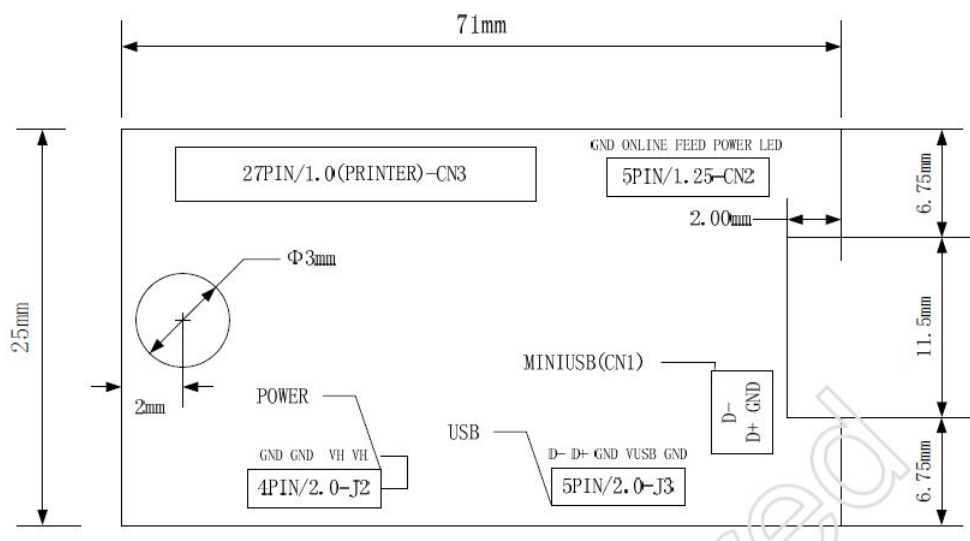 71mm
GND ONLINE FEED POWER LED
27PIN/1.0(PRINTER)-CN3
5PIN/1.25-CN2
6.75mm
2.00mm
Φ3mm
25mm
11.5mm
MINIUSB(CN1)
2mm
POWER
D-
D+ GND
USB
GND GND VH VH
D- D+ GND VUSB GND
4PIN/2.0-J2
5PIN/2.0-J3
6.75mm